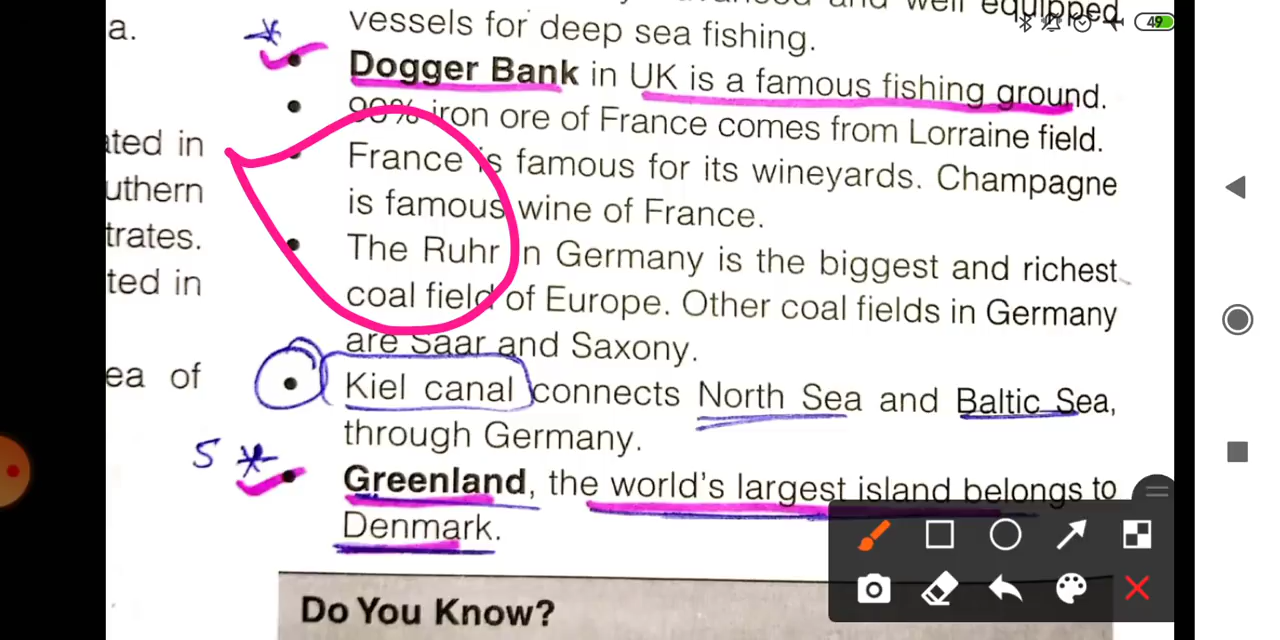 a.
vessels for deep sea fishing.
49
Dogger Bank in UK is a famous fishing ground.
90% iron ore of France comes from Lorraine field.
ated in
France is famous for its wineyards. Champagne
uthern
is famous wine of France.
trates.
The Ruhr in Germany is the biggest and richest
ted in
coal field of Europe. Other coal fields in Germany
are Saar and Saxony.
ea of
Kiel canal connects North Sea and Baltic Sea,
through Germany.
Greenland, the world's largest island belongs to
Denmark.
Do You Know?